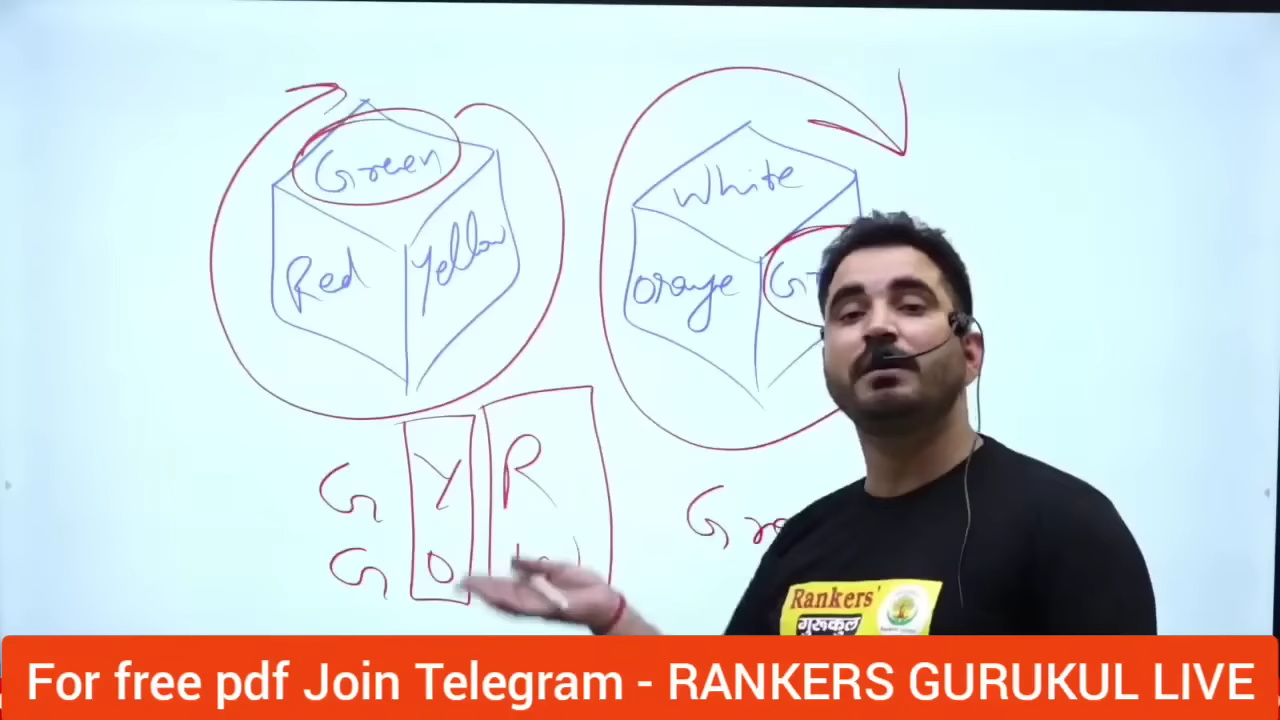 Green
Red
Yellow
White
Orange
G Y R
G O
Rankers'
गुरूकुल
For free pdf Join Telegram - RANKERS GURUKUL LIVE